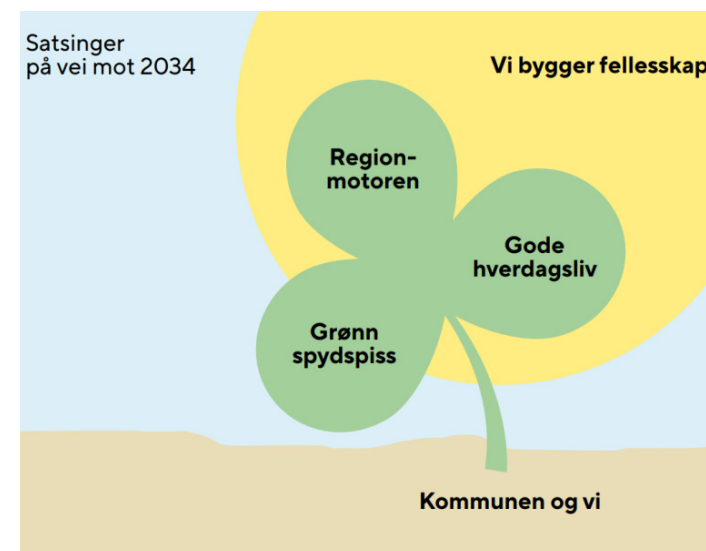 Satsinger
på vei mot 2034
Vi bygger fellesskap
Region-
motoren
Gode
hverdagsliv
Grønn
spydspiss
Kommunen og vi